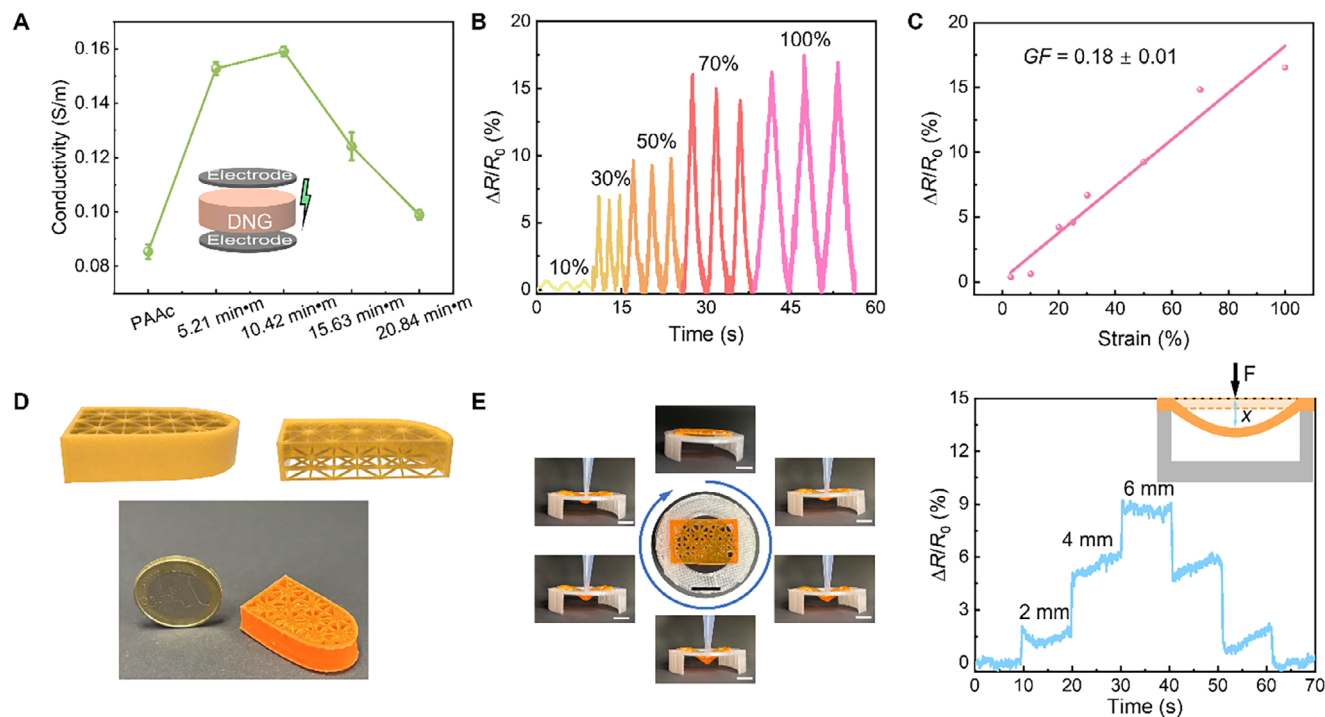 A
Conductivity (S/m)
0.16
0.14
0.12
0.10
0.08
Electrode
DNG
Electrode
PAAc
5.21 min•m
10.42 min•m
15.63 min•m
20.84 min•m
B
ΔR/R0 (%)
20
15
10
5
0
10%
30%
50%
70%
100%
0
15
30
45
60
Time (s)
C
ΔR/R0 (%)
20
15
10
5
0
GF = 0.18 ± 0.01
0
20
40
60
80
100
Strain (%)
D
E
F
x
ΔR/R0 (%)
15
12
9
6
3
0
2 mm
4 mm
6 mm
0
10
20
30
40
50
60
70
Time (s)